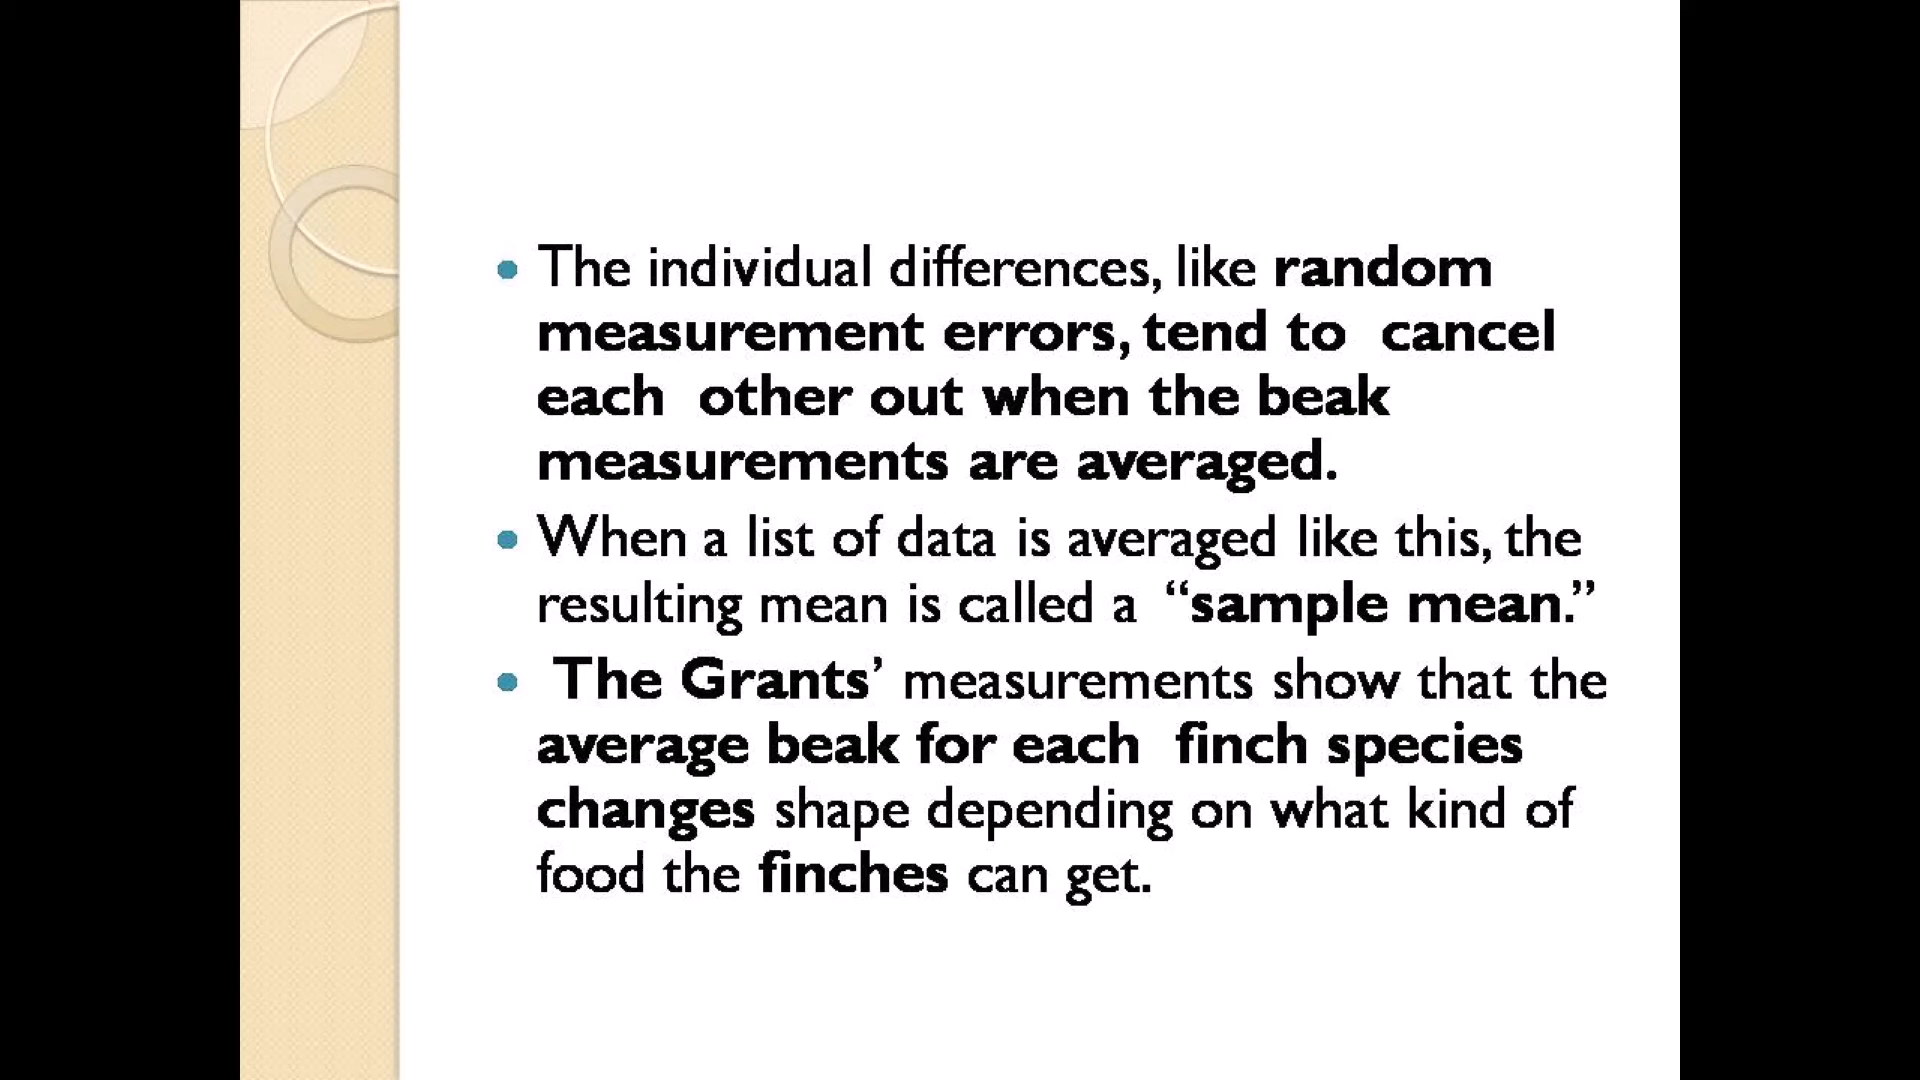 • The individual differences, like random
measurement errors, tend to cancel
each other out when the beak
measurements are averaged.
• When a list of data is averaged like this, the
resulting mean is called a “sample mean.”
• The Grants’ measurements show that the
average beak for each finch species
changes shape depending on what kind of
food the finches can get.